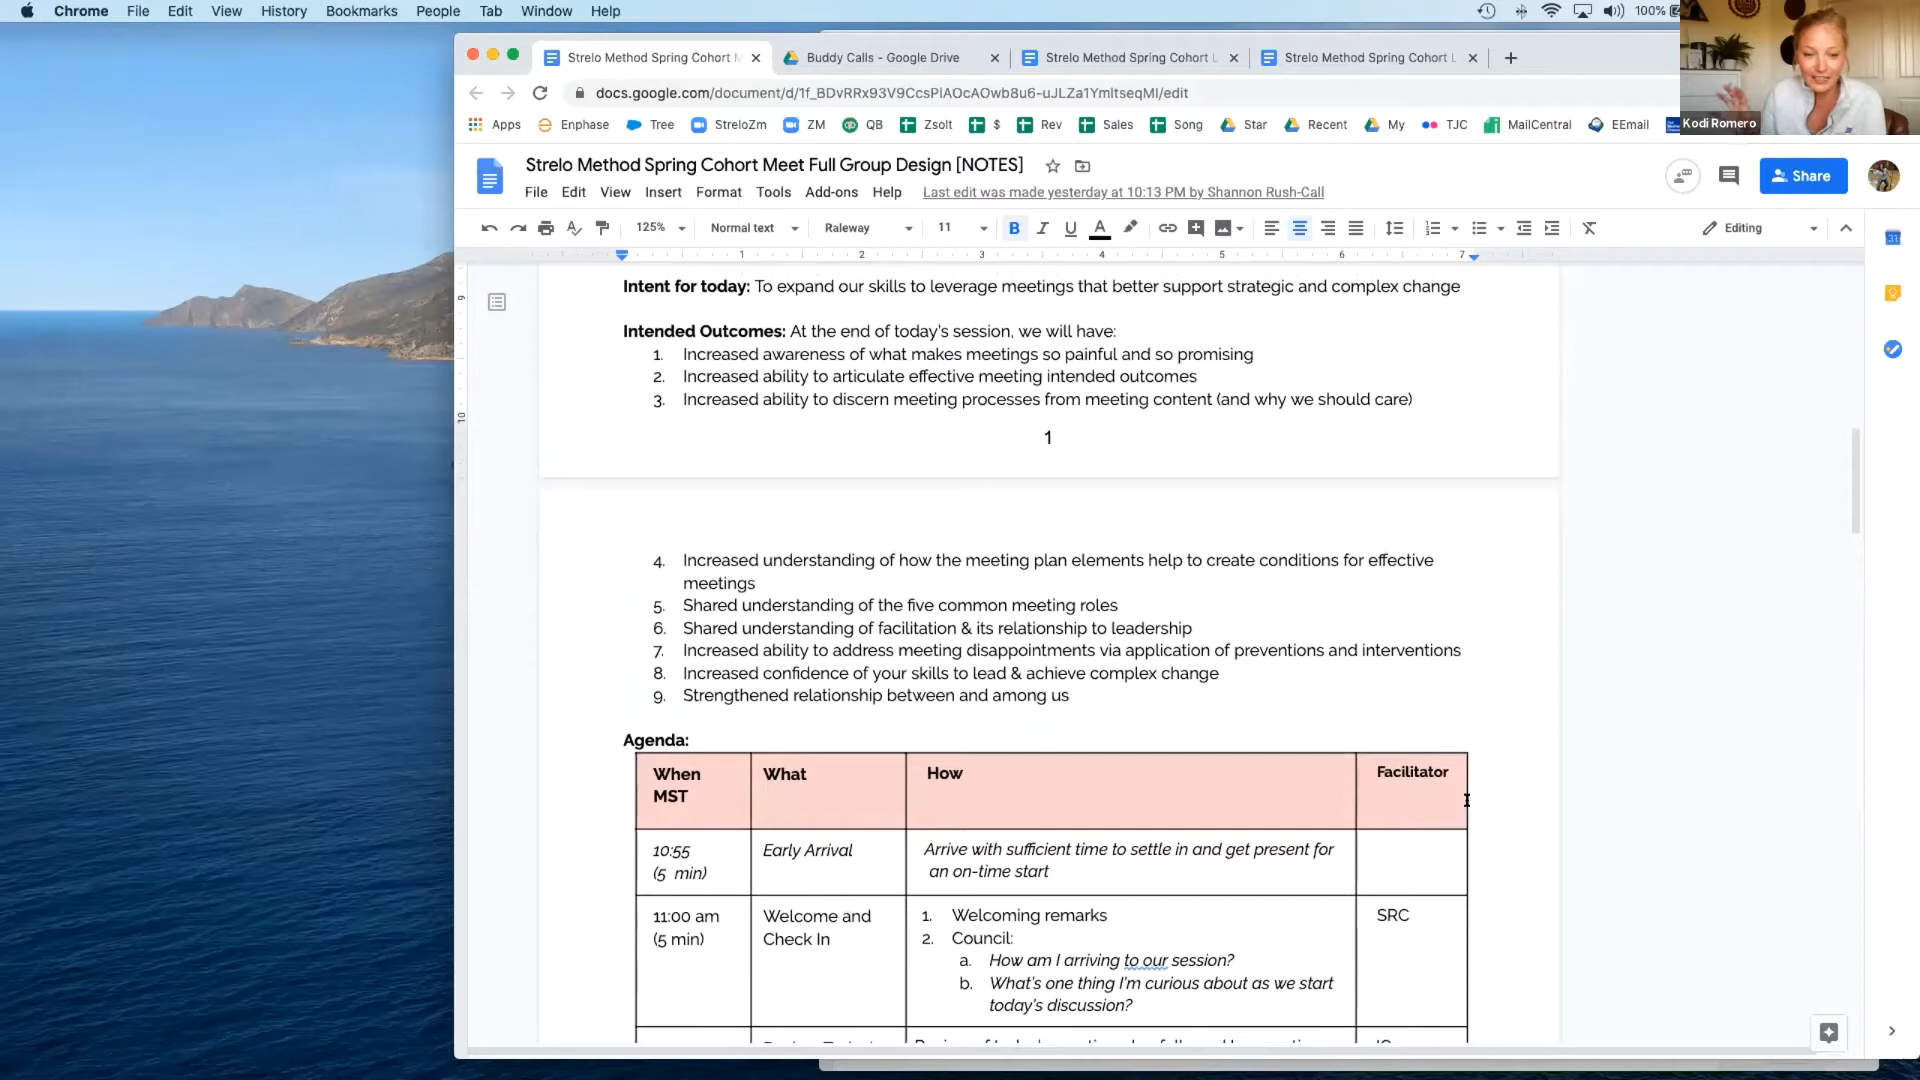 Chrome File Edit View History Bookmarks People Tab Window Help 100%
Kodi Romero
Strelo Method Spring Cohort Buddy Calls - Google Drive Strelo Method Spring Cohort Strelo Method Spring Cohort
docs.google.com/document/d/1f_BDvRRx93V9CcsPlAOcAOwb8u6-uJLZa1YmltseqMI/edit
Apps Enphase Tree StreloZm ZM QB Zsolt $ Rev Sales Song Star Recent My TJC MailCentral EEmail
Strelo Method Spring Cohort Meet Full Group Design [NOTES]
Share
File Edit View Insert Format Tools Add-ons Help Last edit was made yesterday at 10:13 PM by Shannon Rush-Call
125% Normal text Raleway 11 B I U A Editing
1 2 3 4 5 6 7
9
10
31
Intent for today: To expand our skills to leverage meetings that better support strategic and complex change
Intended Outcomes: At the end of today's session, we will have:
1. Increased awareness of what makes meetings so painful and so promising
2. Increased ability to articulate effective meeting intended outcomes
3. Increased ability to discern meeting processes from meeting content (and why we should care)
1
4. Increased understanding of how the meeting plan elements help to create conditions for effective
meetings
5. Shared understanding of the five common meeting roles
6. Shared understanding of facilitation & its relationship to leadership
7. Increased ability to address meeting disappointments via application of preventions and interventions
8. Increased confidence of your skills to lead & achieve complex change
9. Strengthened relationship between and among us
Agenda:
When What How Facilitator
MST
10:55 Early Arrival Arrive with sufficient time to settle in and get present for
(5 min) an on-time start
11:00 am Welcome and 1. Welcoming remarks SRC
(5 min) Check In 2. Council:
a. How am I arriving to our session?
b. What's one thing I'm curious about as we start
today's discussion?